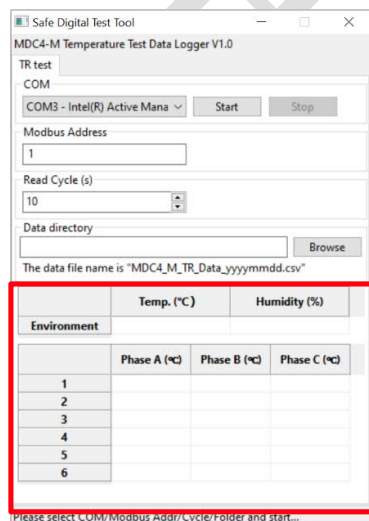 Safe Digital Test Tool
MDC4-M Temperature Test Data Logger V1.0
TR test
COM
COM3 - Intel(R) Active Mana Start Stop
Modbus Address
1
Read Cycle (s)
10
Data directory
Browse
The data file name is "MDC4_M_TR_Data_yyyymmdd.csv"
Temp. (°C) Humidity (%)
Environment
Phase A (°C) Phase B (°C) Phase C (°C)
1
2
3
4
5
6
Please select COM/Modbus Addr/Cycle/Folder and start...